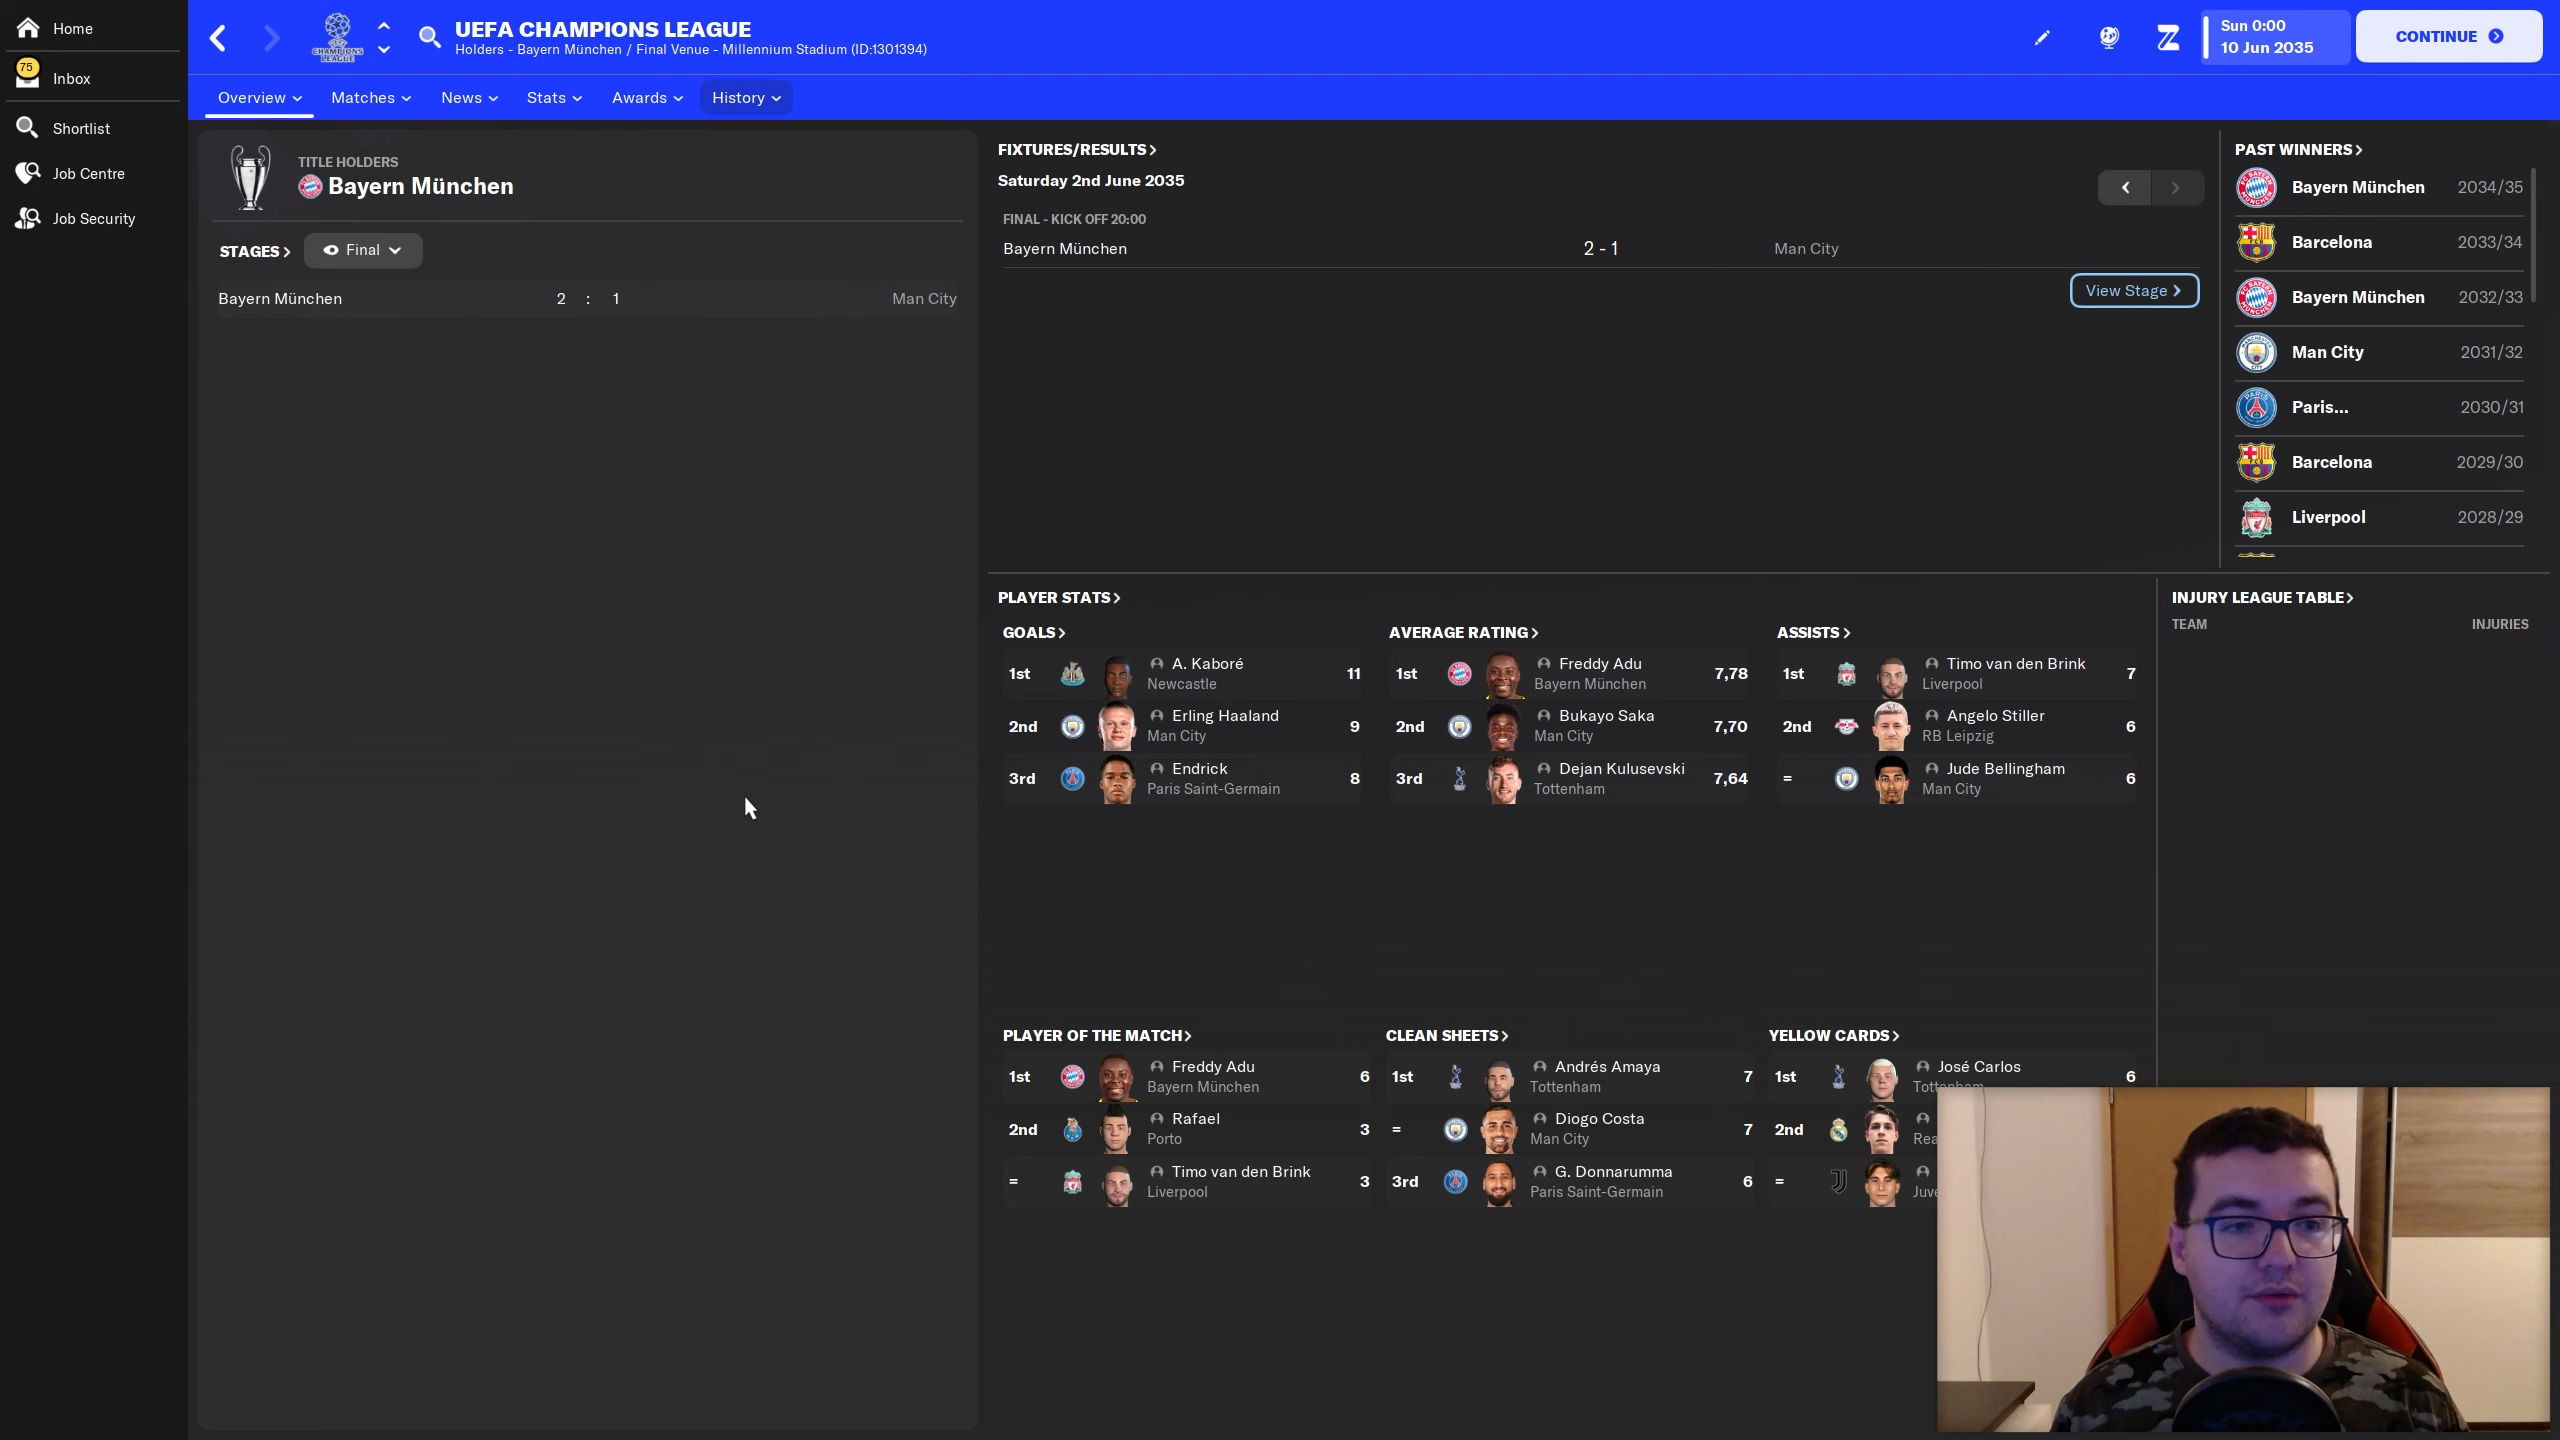 Home
75
Inbox
Shortlist
Job Centre
Job Security
CHAMPIONS
LEAGUE
UEFA CHAMPIONS LEAGUE
Holders - Bayern München / Final Venue - Millennium Stadium (ID:1301394)
Sun 0:00
10 Jun 2035
CONTINUE
Overview
Matches
News
Stats
Awards
History
TITLE HOLDERS
Bayern München
STAGES
Final
Bayern München 2 : 1 Man City
FIXTURES/RESULTS
Saturday 2nd June 2035
FINAL - KICK OFF 20:00
Bayern München 2 - 1 Man City
View Stage
PAST WINNERS
Bayern München 2034/35
Barcelona 2033/34
Bayern München 2032/33
Man City 2031/32
Paris... 2030/31
Barcelona 2029/30
Liverpool 2028/29
PLAYER STATS
GOALS
1st A. Kaboré 11
Newcastle
2nd Erling Haaland 9
Man City
3rd Endrick 8
Paris Saint-Germain
AVERAGE RATING
1st Freddy Adu 7,78
Bayern München
2nd Bukayo Saka 7,70
Man City
3rd Dejan Kulusevski 7,64
Tottenham
ASSISTS
1st Timo van den Brink 7
Liverpool
2nd Angelo Stiller 6
RB Leipzig
= Jude Bellingham 6
Man City
INJURY LEAGUE TABLE
TEAM INJURIES
PLAYER OF THE MATCH
1st Freddy Adu 6
Bayern München
2nd Rafael 3
Porto
= Timo van den Brink 3
Liverpool
CLEAN SHEETS
1st Andrés Amaya 7
Tottenham
= Diogo Costa 7
Man City
3rd G. Donnarumma 6
Paris Saint-Germain
YELLOW CARDS
1st José Carlos 6
Tottenham
2nd
Rea
=
Juve